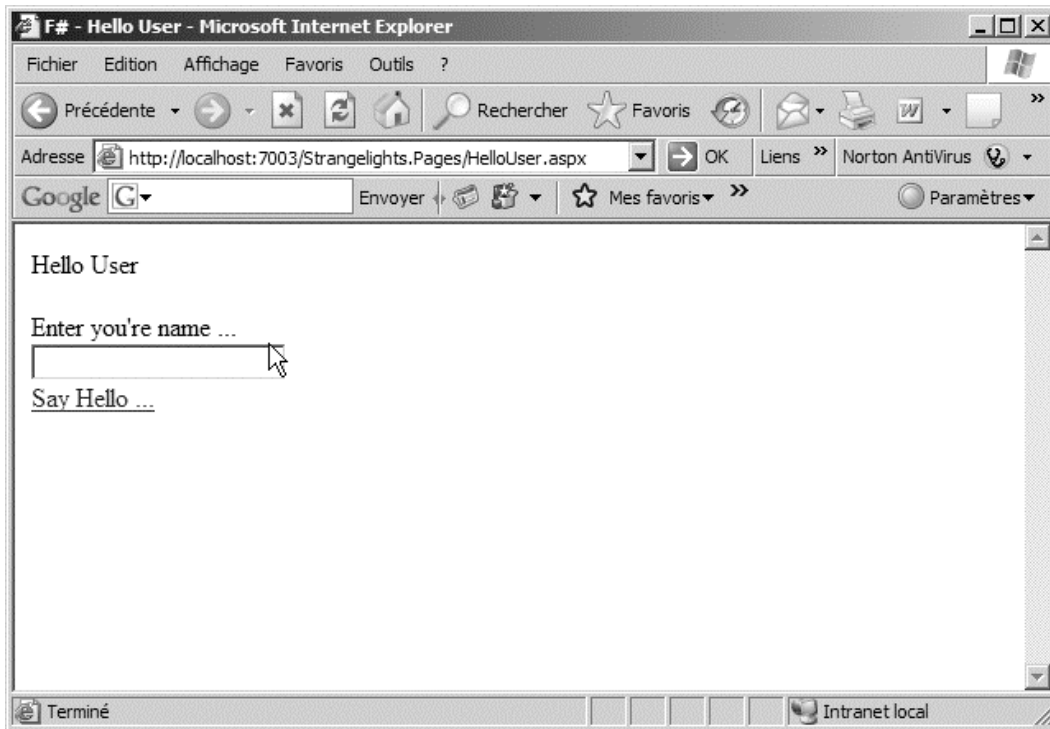 F# - Hello User - Microsoft Internet Explorer
Fichier Edition Affichage Favoris Outils ?
Précédente Rechercher Favoris W »
Adresse http://localhost:7003/Strangelights.Pages/HelloUser.aspx OK Liens » Norton AntiVirus
Google G Envoyer Mes favoris » Paramètres
Hello User
Enter you're name ...
Say Hello ...
Terminé Intranet local